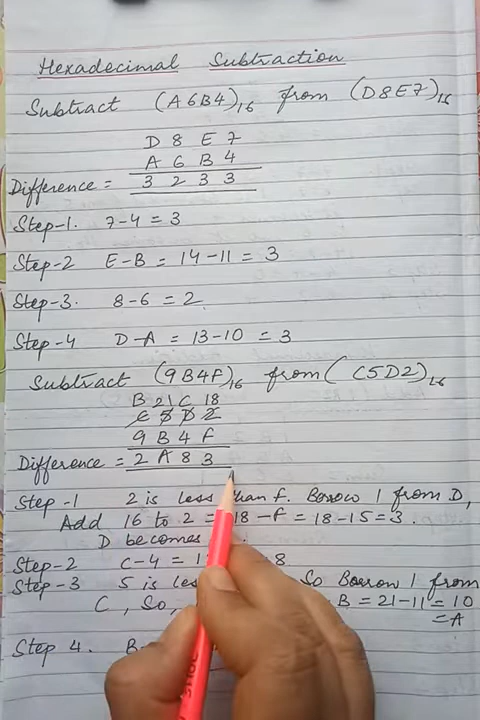 Hexadecimal Subtraction
Subtract (A6B4)16 from (D8E7)16
D 8 E 7
A 6 B 4
Difference = 3 2 3 3
Step-1. 7-4 = 3
Step-2 E-B = 14-11 = 3
Step-3. 8-6 = 2
Step-4 D-A = 13-10 = 3
Subtract (9B4F)16 from (C5D2)16
B 21 C 18
C 5 D 2
9 B 4 F
Difference = 2 A 8 3
Step-1 2 is less than f. Borrow 1 from D,
Add 16 to 2 = 18-f = 18-15 = 3.
D becomes
Step-2 C-4 = 8
Step-3 5 is So Borrow 1 from
C, So, B = 21-11 = 10
= A
Step 4. B-